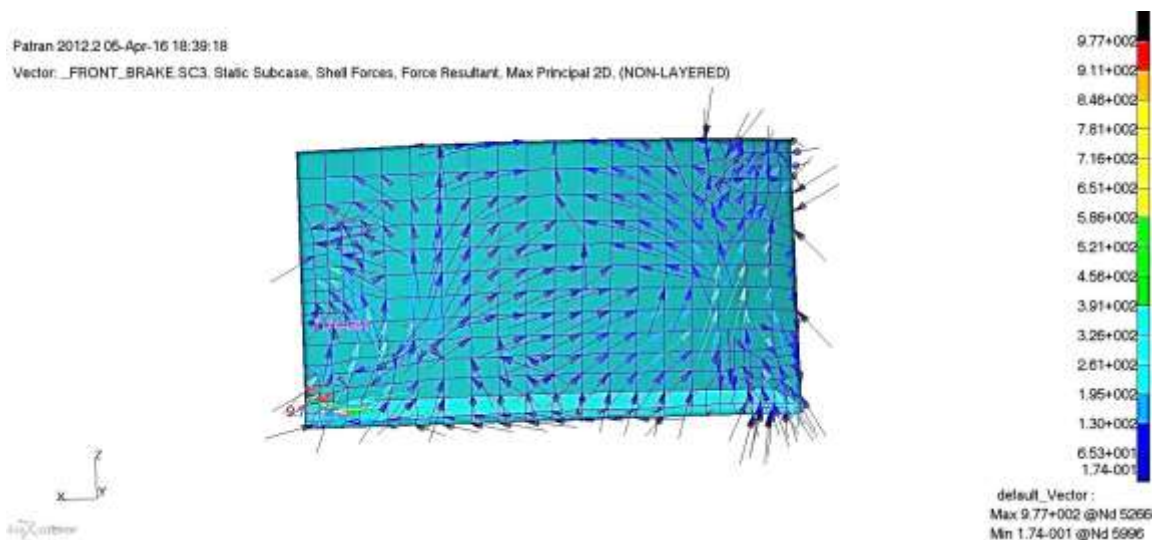 Patran 2012.2 05-Apr-16 18:39:18
Vector: _FRONT_BRAKE.SC3, Static Subcase, Shell Forces, Force Resultant, Max Principal 2D, (NON-LAYERED)
9.77+002
9.11+002
8.46+002
7.81+002
7.16+002
6.51+002
5.86+002
5.21+002
4.56+002
3.91+002
3.26+002
2.61+002
1.95+002
1.30+002
6.53+001
1.74-001
Z
X
Y
default_Vector :
Max 9.77+002 @Nd 5266
Min 1.74-001 @Nd 5996